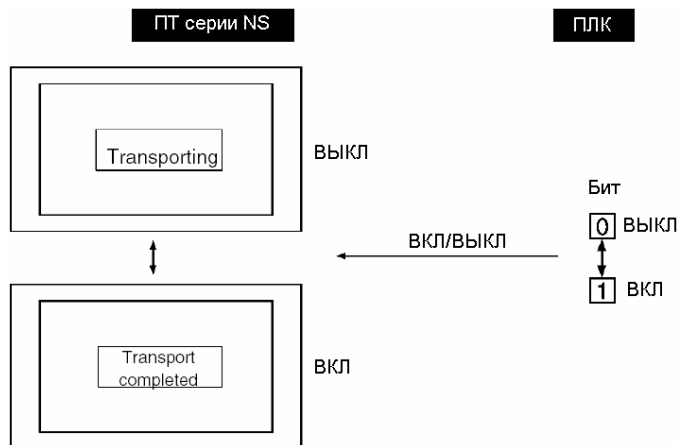 ПТ серии NS
ПЛК
Transporting
ВЫКЛ
Бит
0 ВЫКЛ
ВКЛ/ВЫКЛ
1 ВКЛ
Transport
completed
ВКЛ